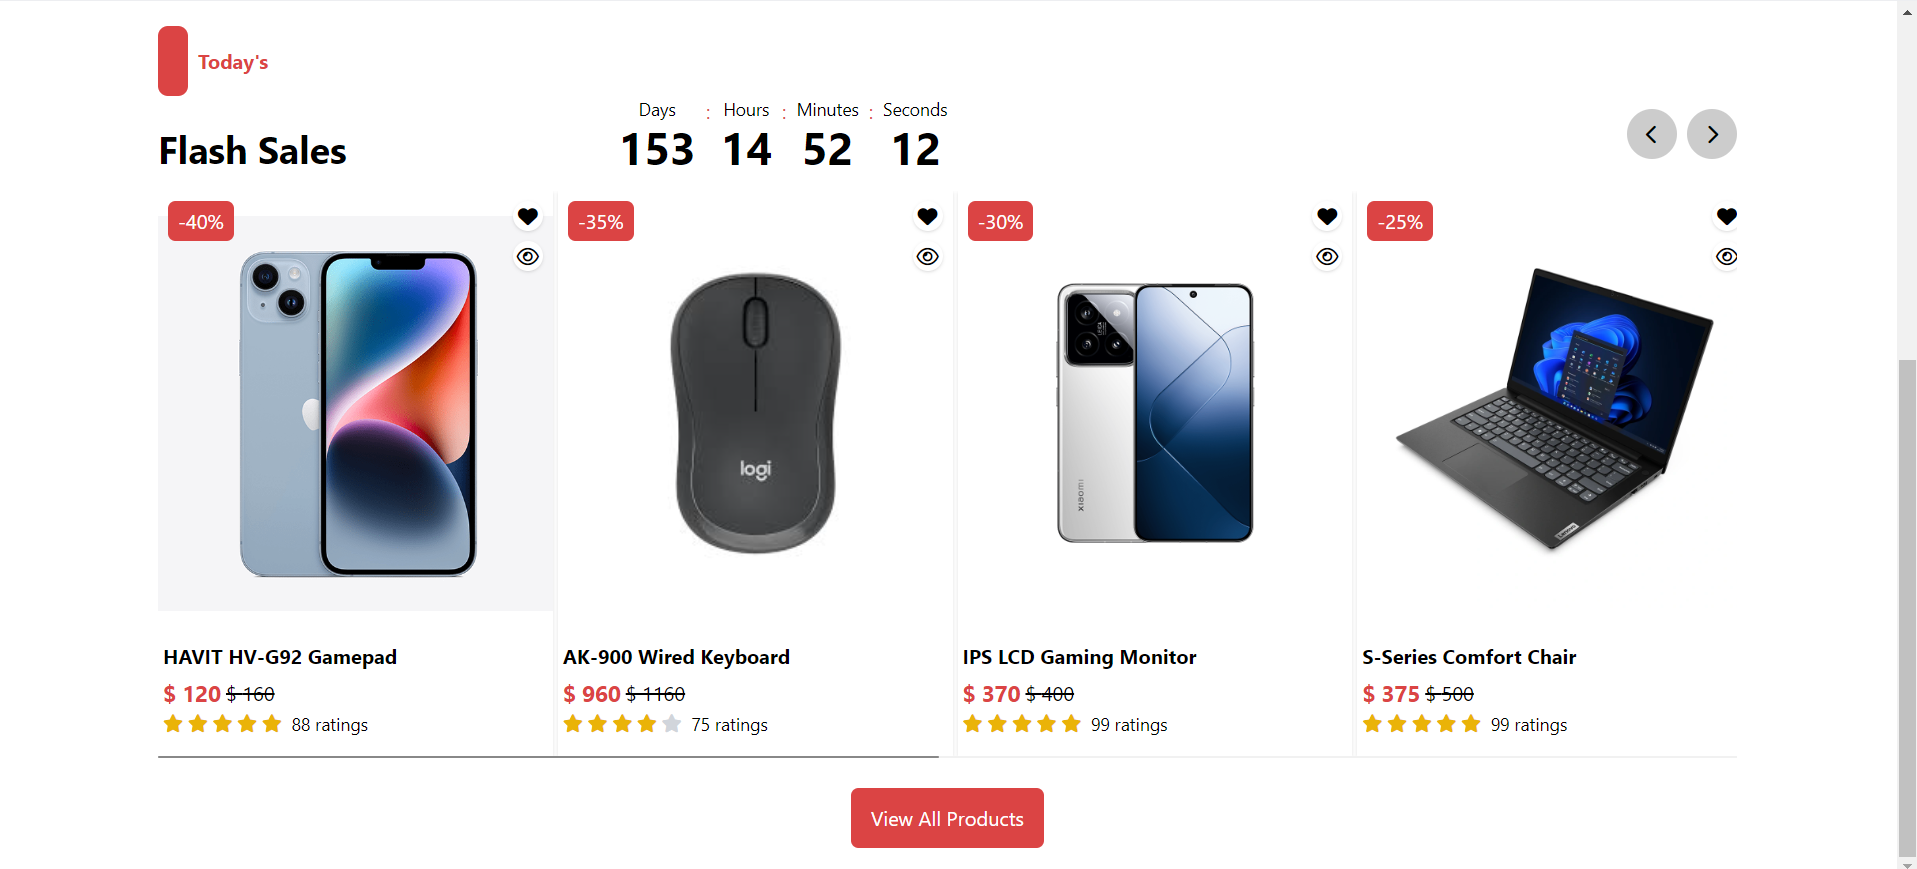 Today's
Days : Hours : Minutes : Seconds
Flash Sales 153 14 52 12
-40% -35% -30% -25%
logi
XIAOMI
Lenovo
HAVIT HV-G92 Gamepad
$ 120 $ 160
88 ratings
AK-900 Wired Keyboard
$ 960 $ 1160
75 ratings
IPS LCD Gaming Monitor
$ 370 $ 400
99 ratings
S-Series Comfort Chair
$ 375 $ 500
99 ratings
View All Products